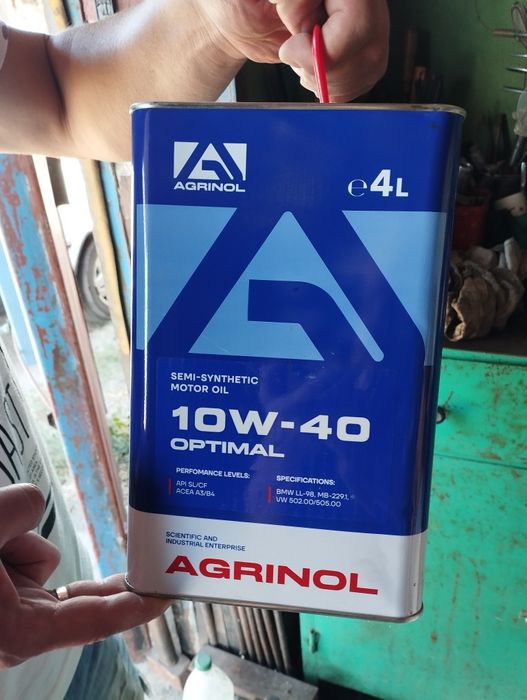 AGRINOL
℮4L
SEMI-SYNTHETIC
MOTOR OIL
10W-40
OPTIMAL
PERFOMANCE LEVELS:
API SL/CF
ACEA A3/B4
SPECIFICATIONS:
BMW LL-98, MB-229.1,
VW 502.00/505.00
SCIENTIFIC AND
INDUSTRIAL ENTERPRISE
AGRINOL